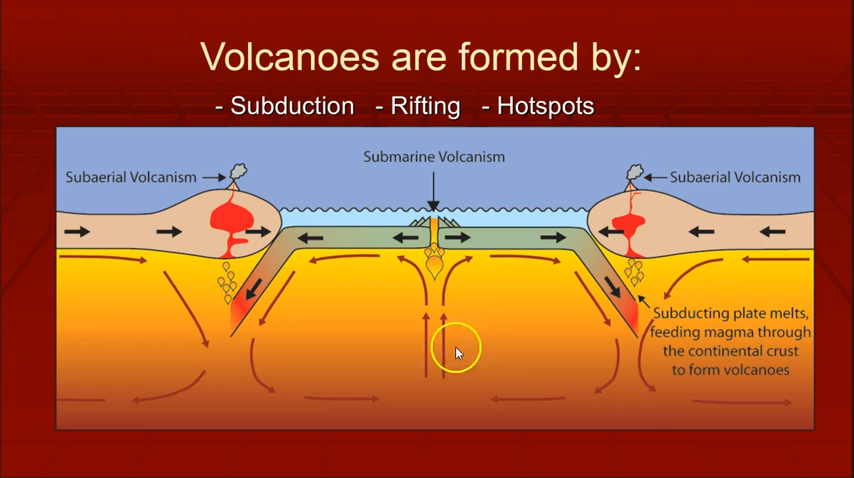 Volcanoes are formed by:
- Subduction - Rifting - Hotspots
Submarine Volcanism
Subaerial Volcanism
Subaerial Volcanism
Subducting plate melts,
feeding magma through
the continental crust
to form volcanoes